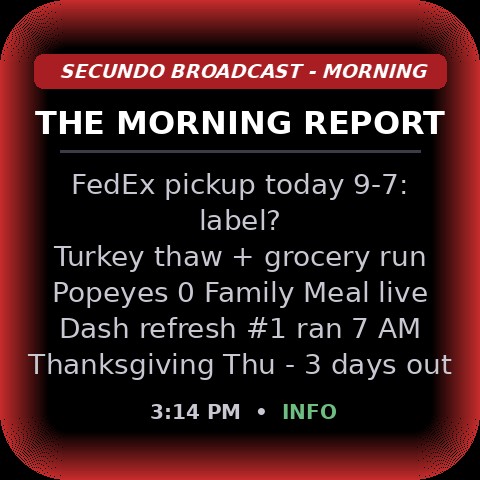 SECUNDO BROADCAST - MORNING
THE MORNING REPORT
FedEx pickup today 9-7:
label?
Turkey thaw + grocery run
Popeyes 0 Family Meal live
Dash refresh #1 ran 7 AM
Thanksgiving Thu - 3 days out
3:14 PM • INFO